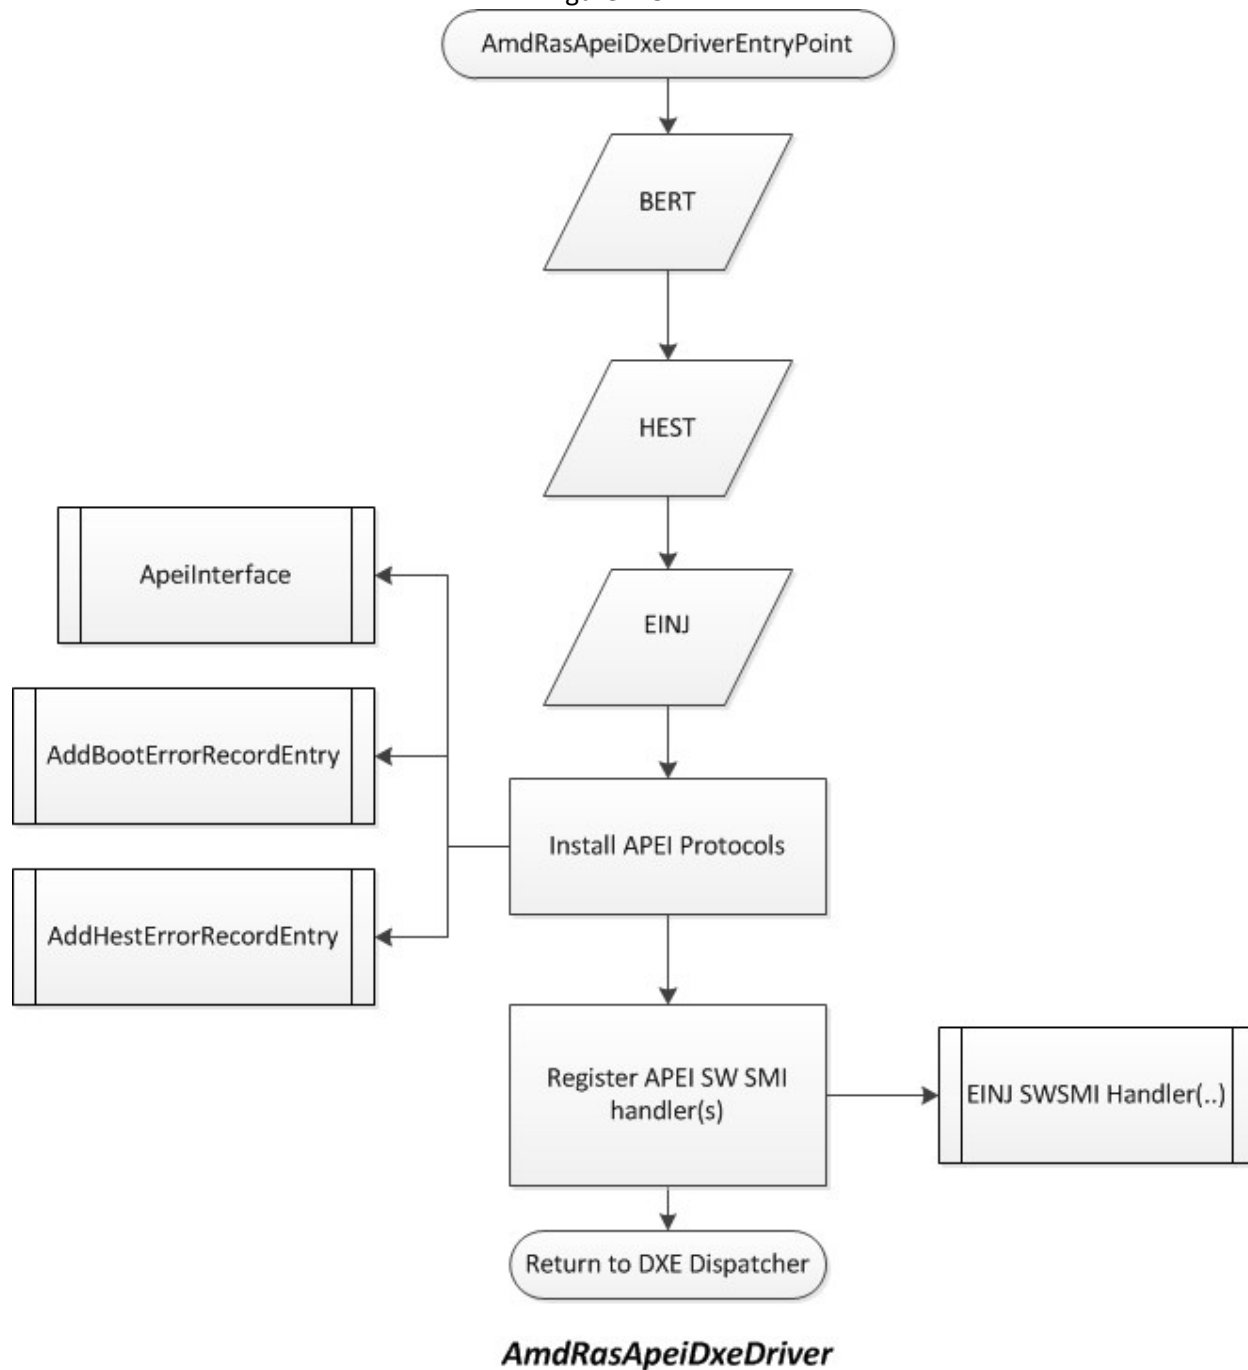 AmdRasApeiDxeDriverEntryPoint
BERT
HEST
EINJ
ApeiInterface
AddBootErrorRecordEntry
Install APEI Protocols
AddHestErrorRecordEntry
Register APEI SW SMI
handler(s)
EINJ SWSMI Handler(..)
Return to DXE Dispatcher
AmdRasApeiDxeDriver